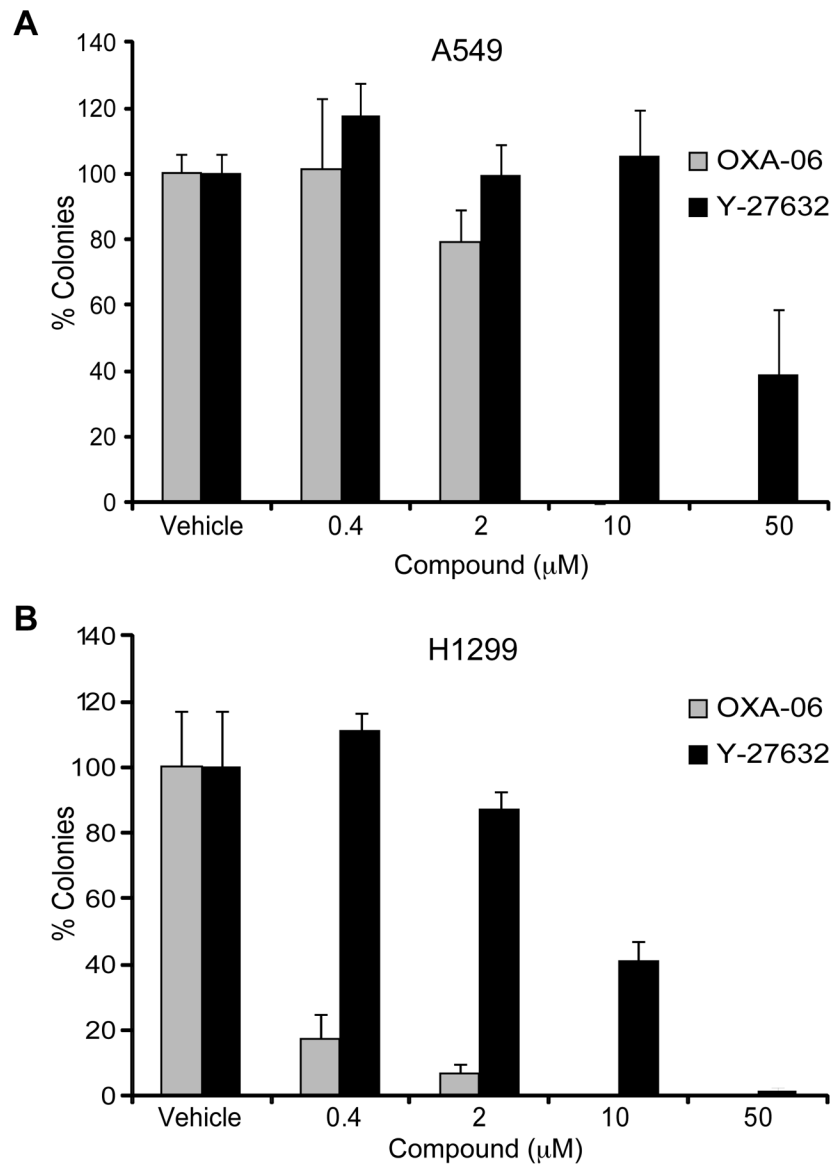 A
A549
140
120
100
80
60
40
20
0
% Colonies
OXA-06
Y-27632
Vehicle 0.4 2 10 50
Compound (μM)
B
H1299
140
120
100
80
60
40
20
0
% Colonies
OXA-06
Y-27632
Vehicle 0.4 2 10 50
Compound (μM)